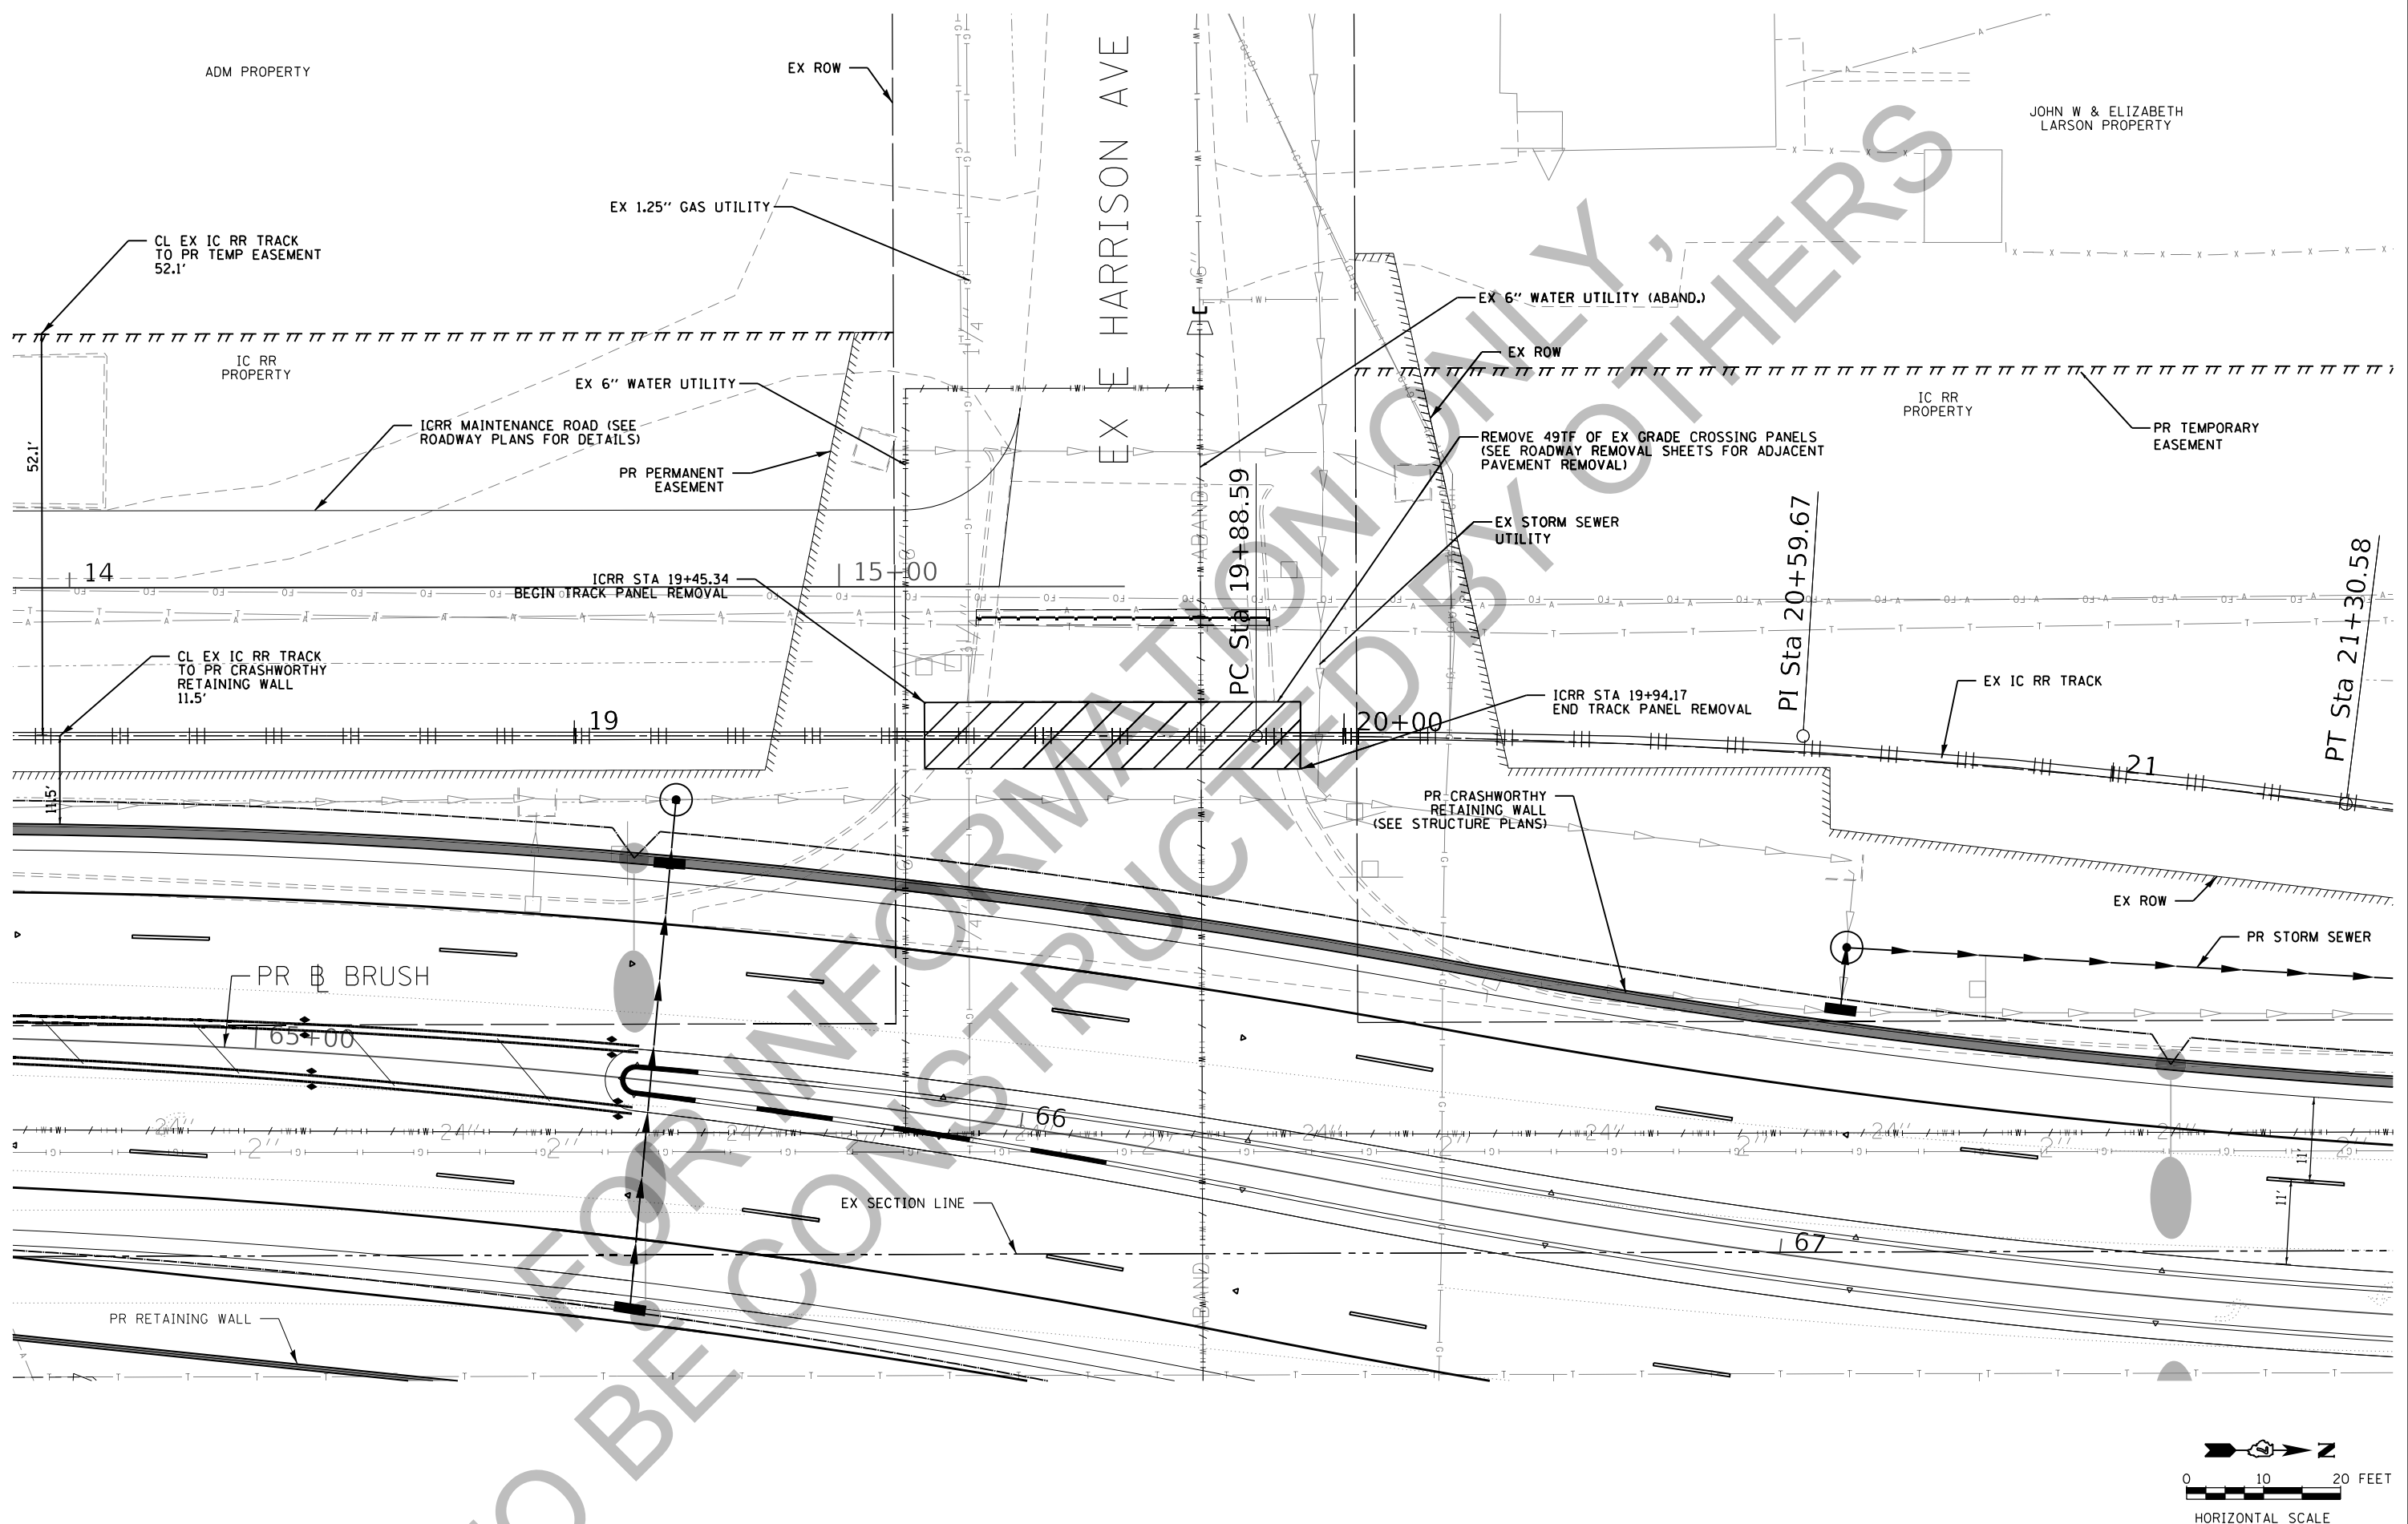 ADM PROPERTY
EX ROW
EX E HARRISON AVE
JOHN W & ELIZABETH
LARSON PROPERTY
EX 1.25" GAS UTILITY
CL EX IC RR TRACK
TO PR TEMP EASEMENT
52.1'
EX 6" WATER UTILITY (ABAND.)
EX ROW
IC RR
PROPERTY
EX 6" WATER UTILITY
IC RR
PROPERTY
ICRR MAINTENANCE ROAD (SEE
ROADWAY PLANS FOR DETAILS)
REMOVE 49TF OF EX GRADE CROSSING PANELS
(SEE ROADWAY REMOVAL SHEETS FOR ADJACENT
PAVEMENT REMOVAL)
PR TEMPORARY
EASEMENT
52.1'
PR PERMANENT
EASEMENT
PC Sta 19+88.59
PI Sta 20+59.67
PT Sta 21+30.58
EX STORM SEWER
UTILITY
14
15+00
ICRR STA 19+45.34
BEGIN TRACK PANEL REMOVAL
CL EX IC RR TRACK
TO PR CRASHWORTHY
RETAINING WALL
11.5'
EX IC RR TRACK
ICRR STA 19+94.17
END TRACK PANEL REMOVAL
19
20+00
21
11.5'
PR CRASHWORTHY
RETAINING WALL
(SEE STRUCTURE PLANS)
EX ROW
PR STORM SEWER
PR BL BRUSH
65+00
66
67
24"
2"
11'
11'
EX SECTION LINE
PR RETAINING WALL
FOR INFORMATION ONLY,
TO BE CONSTRUCTED BY OTHERS
N
0 10 20 FEET
HORIZONTAL SCALE